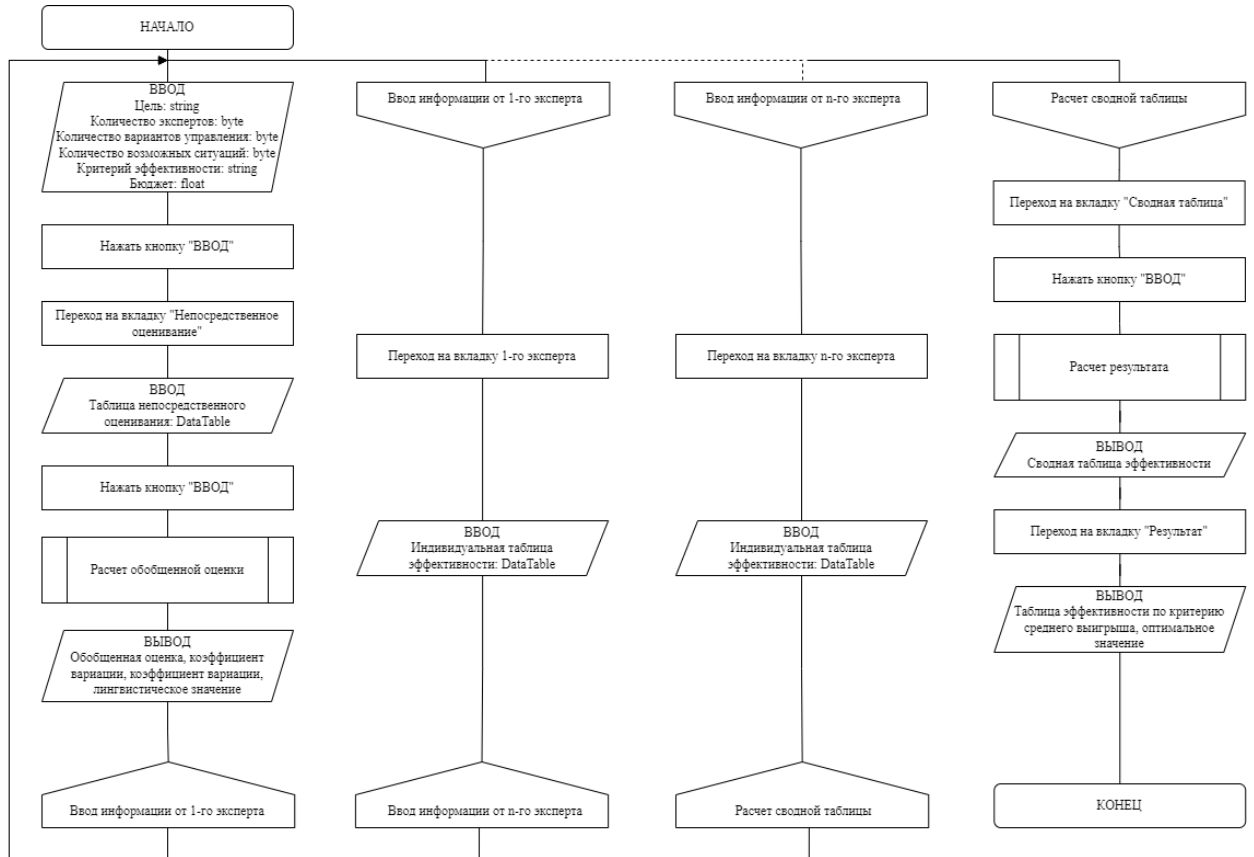 НАЧАЛО
ВВОД
Цель: string
Количество экспертов: byte
Количество вариантов управления: byte
Количество возможных ситуаций: byte
Критерий эффективности: string
Бюджет: float
Нажать кнопку "ВВОД"
Переход на вкладку "Непосредственное
оценивание"
ВВОД
Таблица непосредственного
оценивания: DataTable
Нажать кнопку "ВВОД"
Расчет обобщенной оценки
ВЫВОД
Обобщенная оценка, коэффициент
вариации, коэффициент вариации,
лингвистическое значение
Ввод информации от 1-го эксперта
Ввод информации от 1-го эксперта
Переход на вкладку 1-го эксперта
ВВОД
Индивидуальная таблица
эффективности: DataTable
Ввод информации от n-го эксперта
Ввод информации от n-го эксперта
Переход на вкладку n-го эксперта
ВВОД
Индивидуальная таблица
эффективности: DataTable
Расчет сводной таблицы
Расчет сводной таблицы
Переход на вкладку "Сводная таблица"
Нажать кнопку "ВВОД"
Расчет результата
ВЫВОД
Сводная таблица эффективности
Переход на вкладку "Результат"
ВЫВОД
Таблица эффективности по критерию
среднего выигрыша, оптимальное
значение
КОНЕЦ